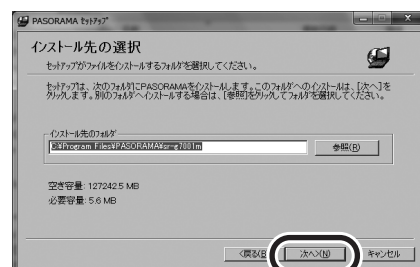 PASORAMA ｾｯﾄｱｯﾌﾟ
インストール先の選択
セットアップがファイルをインストールするフォルダを選択してください。
セットアップは、次のフォルダにPASORAMAをインストールします。このフォルダへのインストールは、[次へ]を
クリックします。別のフォルダへインストールする場合は、[参照]をクリックしてフォルダを選択してください。
インストール先のフォルダ
C:¥Program Files¥PASORAMA¥sr-g7001m
参照(R)
空き容量: 127242.5 MB
必要容量: 5.6 MB
<戻る(B)
次へ>(N)
キャンセル